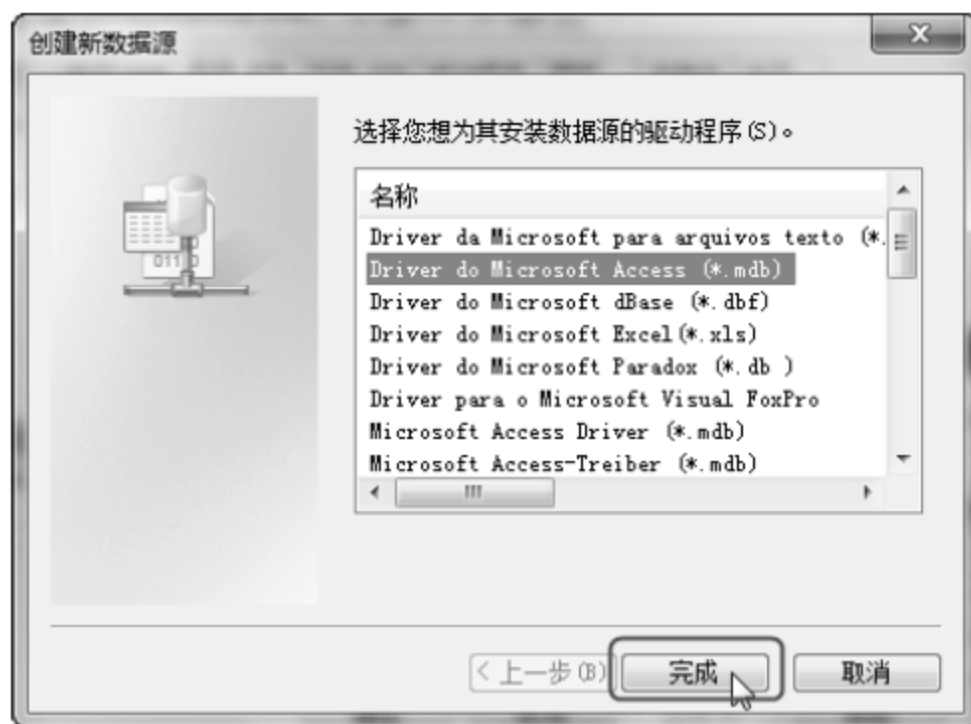 创建新数据源
选择您想为其安装数据源的驱动程序(S)。
名称
Driver da Microsoft para arquivos texto (*.
Driver do Microsoft Access (*.mdb)
Driver do Microsoft dBase (*.dbf)
Driver do Microsoft Excel(*.xls)
Driver do Microsoft Paradox (*.db )
Driver para o Microsoft Visual FoxPro
Microsoft Access Driver (*.mdb)
Microsoft Access-Treiber (*.mdb)
< 上一步(B) 完成 取消